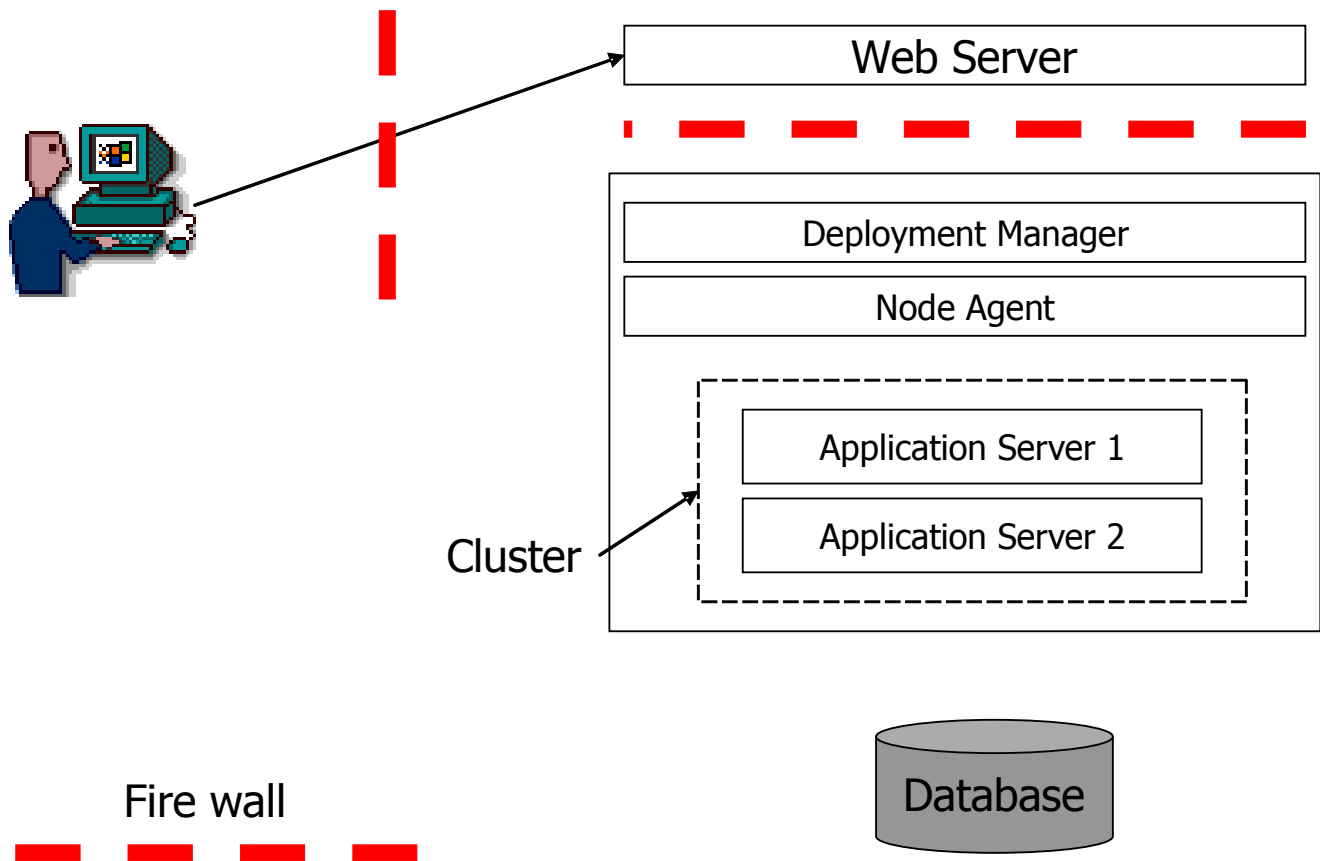 Web Server
Deployment Manager
Node Agent
Application Server 1
Application Server 2
Cluster
Database
Fire wall